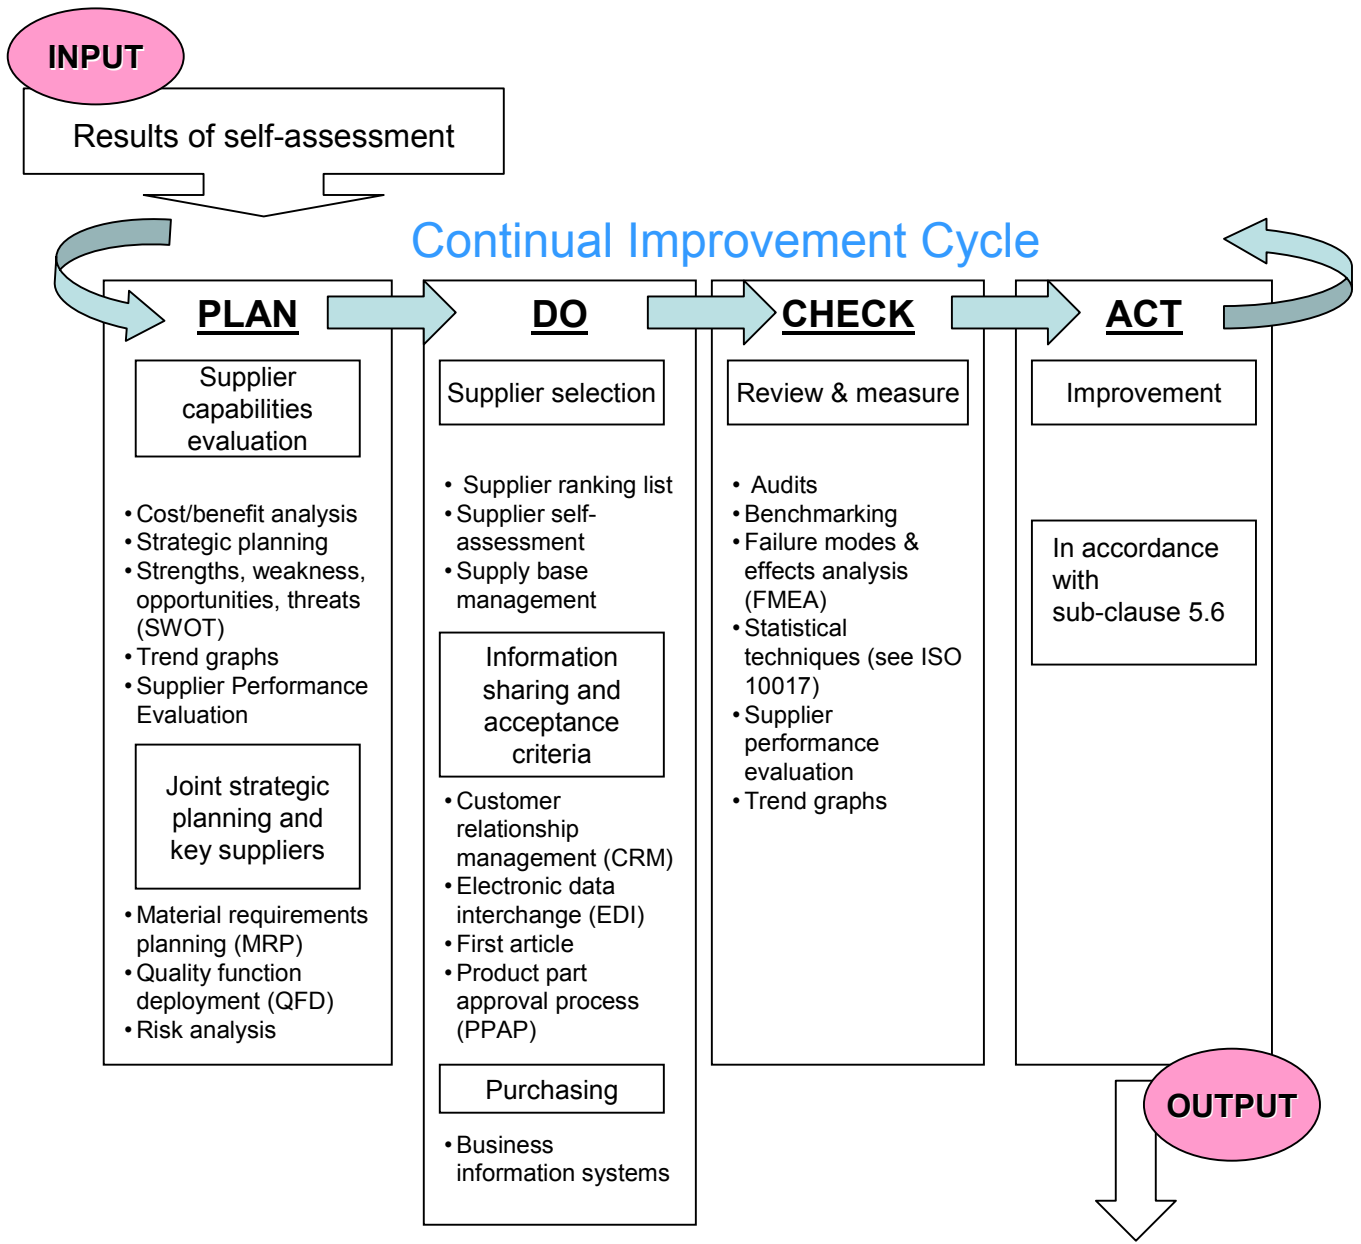 INPUT
Results of self-assessment
Continual Improvement Cycle
PLAN
Supplier
capabilities
evaluation
• Cost/benefit analysis
• Strategic planning
• Strengths, weakness,
opportunities, threats
(SWOT)
• Trend graphs
• Supplier Performance
Evaluation
Joint strategic
planning and
key suppliers
• Material requirements
planning (MRP)
• Quality function
deployment (QFD)
• Risk analysis
DO
Supplier selection
• Supplier ranking list
• Supplier self-
assessment
• Supply base
management
Information
sharing and
acceptance
criteria
• Customer
relationship
management (CRM)
• Electronic data
interchange (EDI)
• First article
• Product part
approval process
(PPAP)
Purchasing
• Business
information systems
CHECK
Review & measure
• Audits
• Benchmarking
• Failure modes &
effects analysis
(FMEA)
• Statistical
techniques (see ISO
10017)
• Supplier
performance
evaluation
• Trend graphs
ACT
Improvement
In accordance
with
sub-clause 5.6
OUTPUT